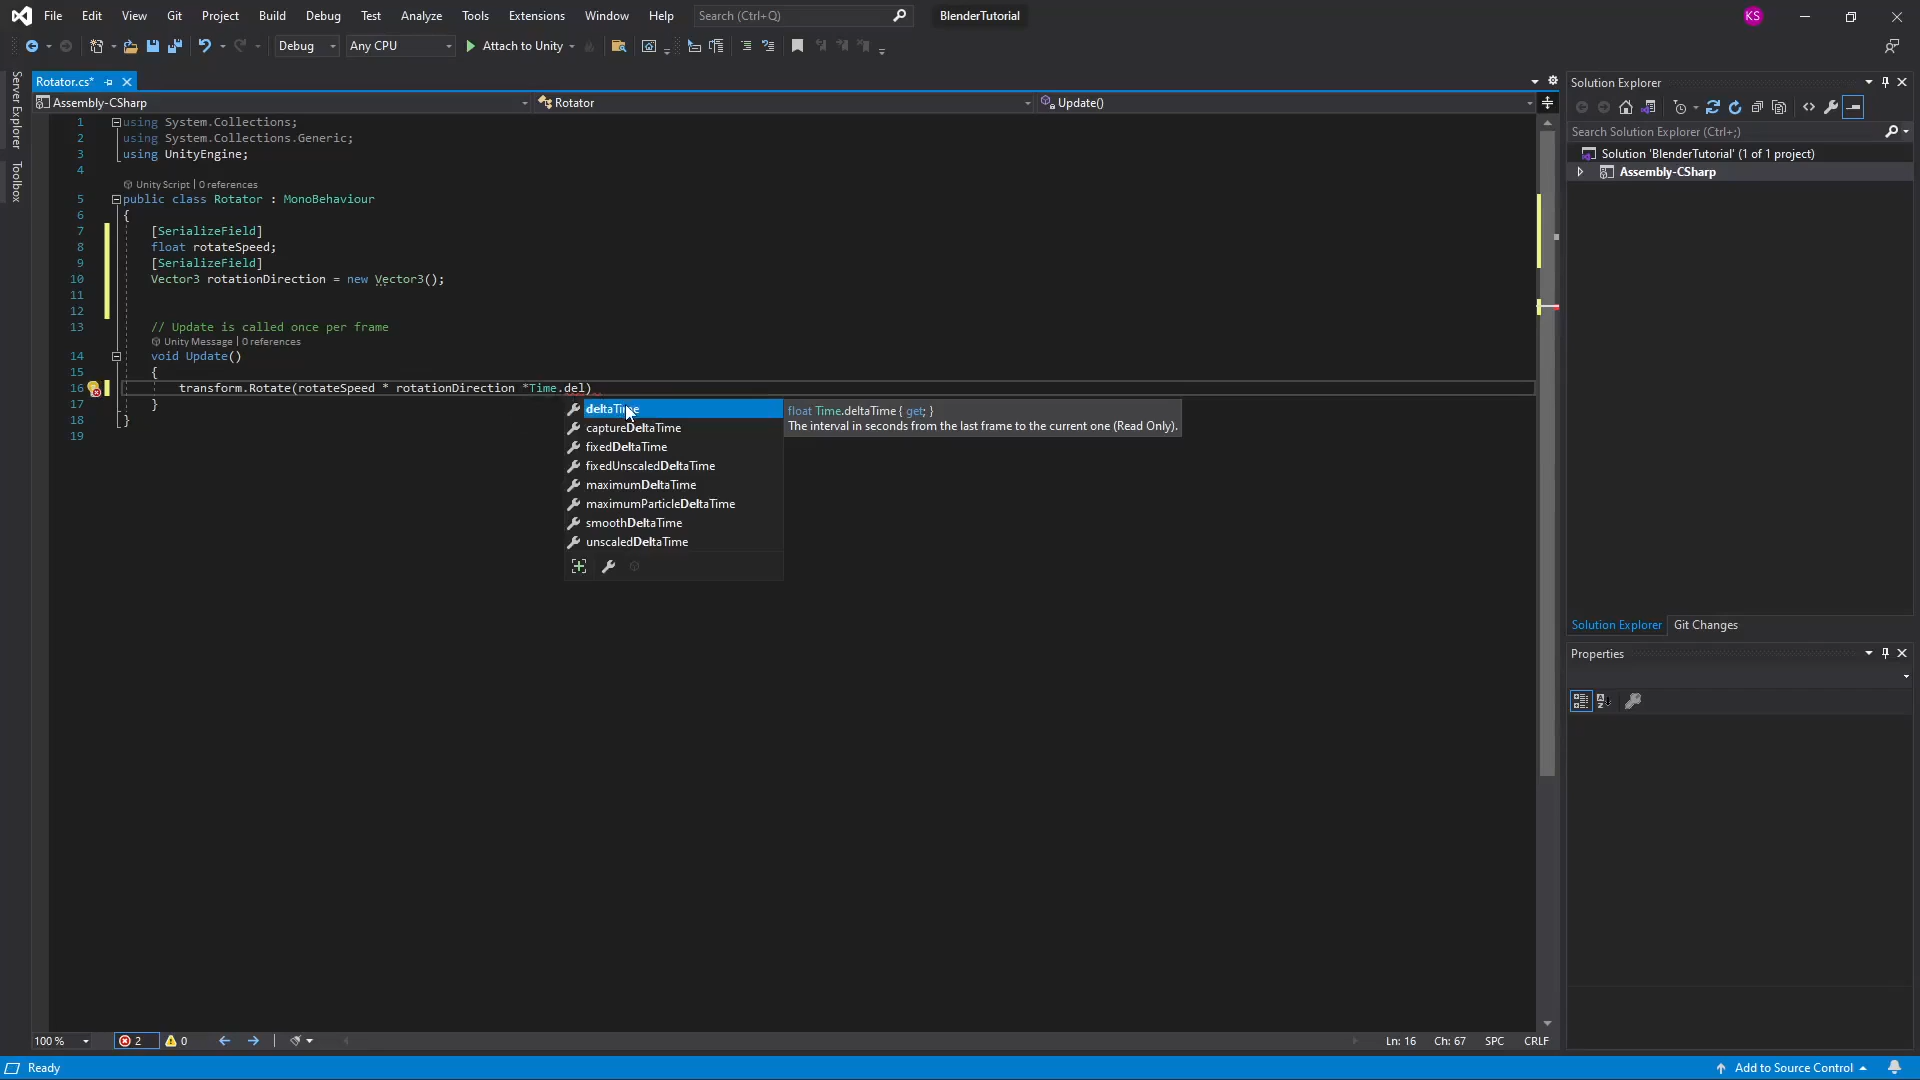 File Edit View Git Project Build Debug Test Analyze Tools Extensions Window Help Search (Ctrl+Q) BlenderTutorial KS
Debug Any CPU Attach to Unity
Server Explorer
Toolbox
Rotator.cs*
Assembly-CSharp Rotator Update()
1 using System.Collections;
2 using System.Collections.Generic;
3 using UnityEngine;
4
Unity Script | 0 references
5 public class Rotator : MonoBehaviour
6 {
7 [SerializeField]
8 float rotateSpeed;
9 [SerializeField]
10 Vector3 rotationDirection = new Vector3();
11
12
13 // Update is called once per frame
Unity Message | 0 references
14 void Update()
15 {
16 transform.Rotate(rotateSpeed * rotationDirection *Time.del)
17 }
18 }
19
deltaTime
captureDeltaTime
fixedDeltaTime
fixedUnscaledDeltaTime
maximumDeltaTime
maximumParticleDeltaTime
smoothDeltaTime
unscaledDeltaTime
float Time.deltaTime { get; }
The interval in seconds from the last frame to the current one (Read Only).
Solution Explorer
Search Solution Explorer (Ctrl+;)
Solution 'BlenderTutorial' (1 of 1 project)
Assembly-CSharp
Solution Explorer Git Changes
Properties
100 % 2 0 Ln: 16 Ch: 67 SPC CRLF
Ready Add to Source Control